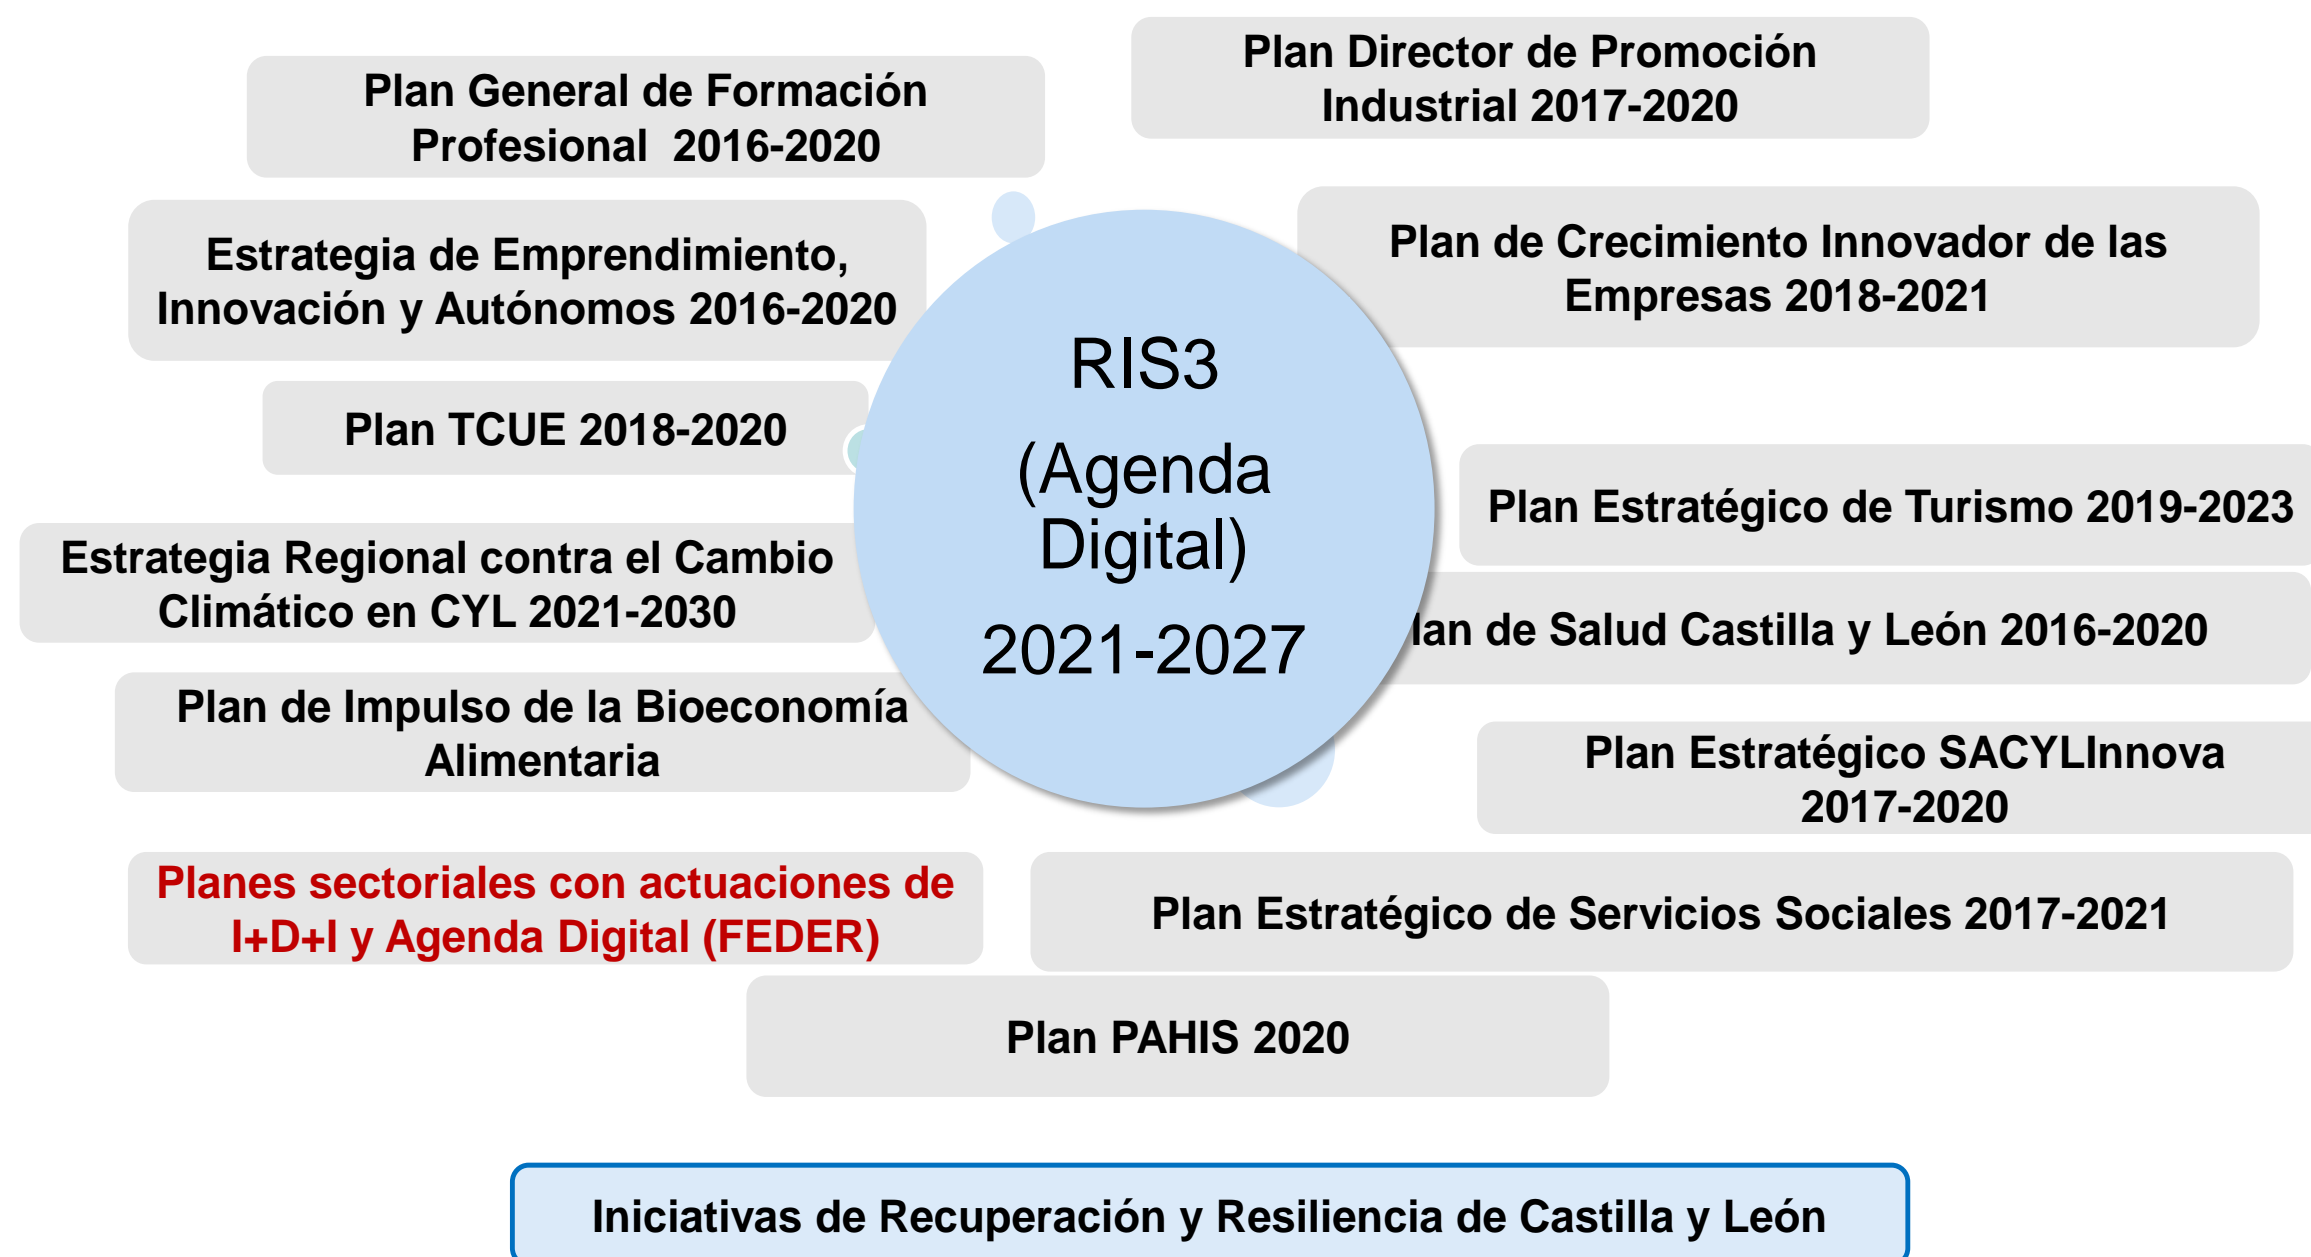 Plan General de Formación
Profesional  2016-2020
Plan Director de Promoción
Industrial 2017-2020
Estrategia de Emprendimiento,
Innovación y Autónomos 2016-2020
Plan de Crecimiento Innovador de las
Empresas 2018-2021
Plan TCUE 2018-2020
RIS3
(Agenda
Digital)
2021-2027
Plan Estratégico de Turismo 2019-2023
Estrategia Regional contra el Cambio
Climático en CYL 2021-2030
lan de Salud Castilla y León 2016-2020
Plan de Impulso de la Bioeconomía
Alimentaria
Plan Estratégico SACYLInnova
2017-2020
Planes sectoriales con actuaciones de
I+D+I y Agenda Digital (FEDER)
Plan Estratégico de Servicios Sociales 2017-2021
Plan PAHIS 2020
Iniciativas de Recuperación y Resiliencia de Castilla y León